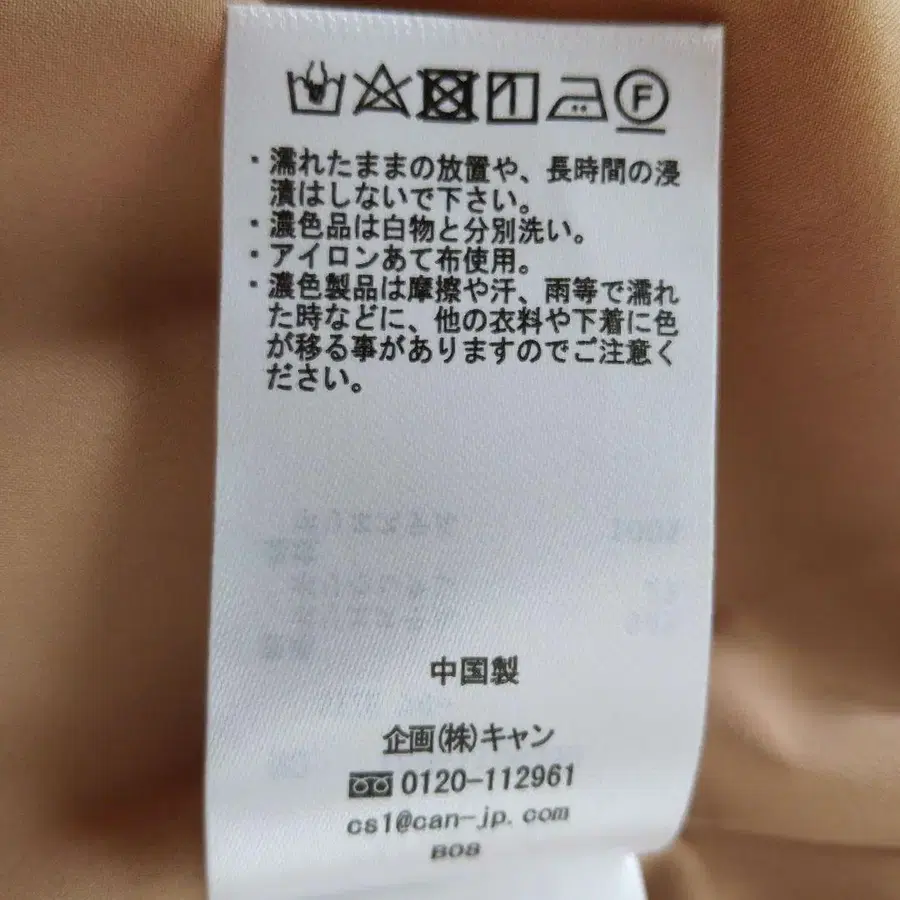 F
・濡れたままの放置や、長時間の浸
漬はしないで下さい。
・濃色品は白物と分別洗い。
・アイロンあて布使用。
・濃色製品は摩擦や汗、雨等で濡れ
た時などに、他の衣料や下着に色
が移る事がありますのでご注意く
ださい。
中国製
企画(株)キャン
0120-112961
cs1@can-jp.com
B08